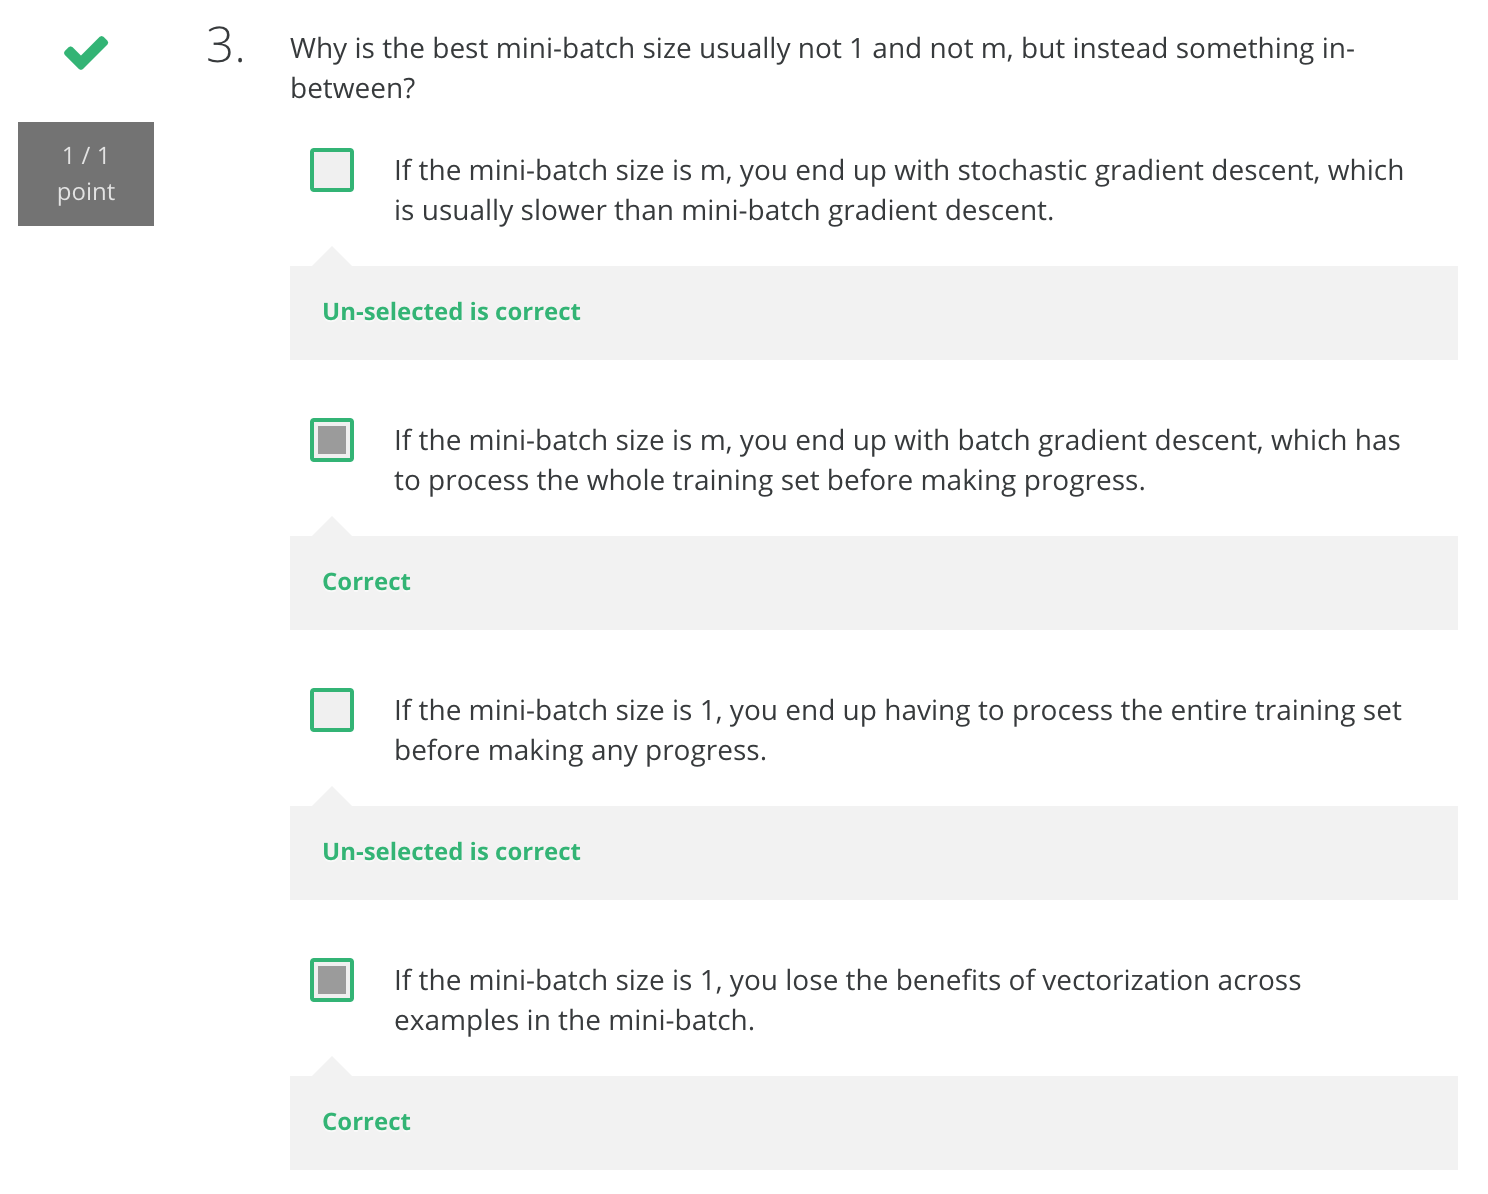 3.
Why is the best mini-batch size usually not 1 and not m, but instead something in-
between?
1 / 1
point
If the mini-batch size is m, you end up with stochastic gradient descent, which
is usually slower than mini-batch gradient descent.
Un-selected is correct
If the mini-batch size is m, you end up with batch gradient descent, which has
to process the whole training set before making progress.
Correct
If the mini-batch size is 1, you end up having to process the entire training set
before making any progress.
Un-selected is correct
If the mini-batch size is 1, you lose the benefits of vectorization across
examples in the mini-batch.
Correct